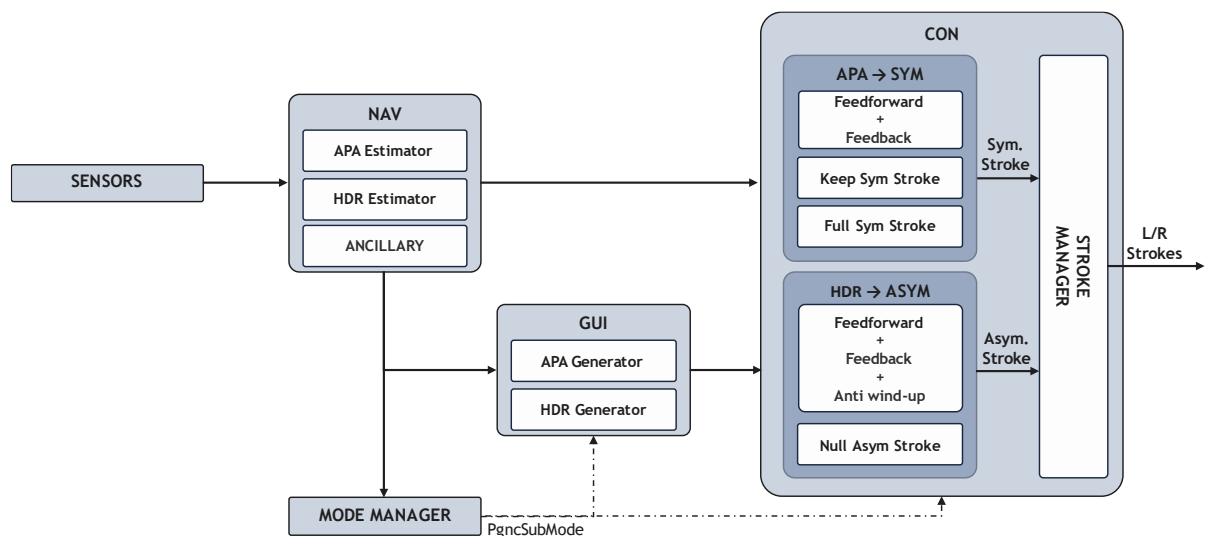 SENSORS
NAV
APA Estimator
HDR Estimator
ANCILLARY
GUI
APA Generator
HDR Generator
MODE MANAGER
PgncSubMode
CON
APA → SYM
Feedforward
+
Feedback
Keep Sym Stroke
Full Sym Stroke
Sym.
Stroke
HDR → ASYM
Feedforward
+
Feedback
+
Anti wind-up
Null Asym Stroke
Asym.
Stroke
STROKE
MANAGER
L/R
Strokes